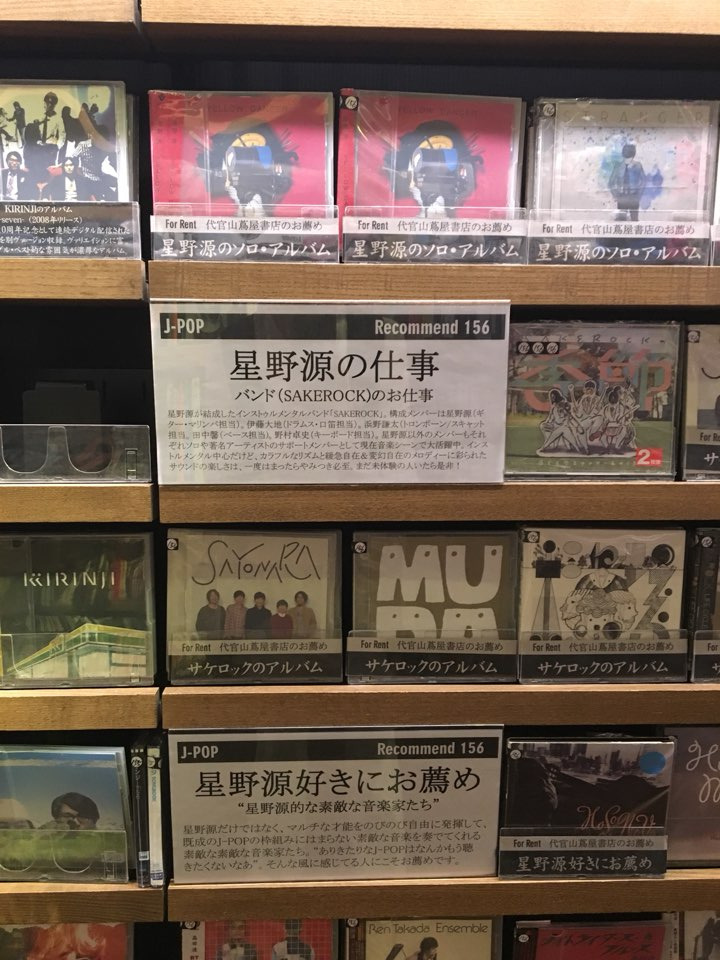 YELLOW DANCER
YELLOW DANCER
STRANGER
KIRINJIのアルバム
seven- (2008年リリース)
0周年記念として連続デジタル配信された
For Rent 代官山蔦屋書店のお薦め
星野源のソロ・アルバム
For Rent 代官山蔦屋書店のお薦め
星野源のソロ・アルバム
For Rent 代官山蔦屋書店のお薦め
星野源のソロ・アルバム
J-POP Recommend 156
星野源の仕事
バンド(SAKEROCK)のお仕事
星野源が結成したインストゥルメンタルバンド「SAKEROCK」。構成メンバーは星野源(ギ
ター・マリンバ担当)、伊藤大地(ドラムス・口笛担当)、浜野謙太(トロンボーン/スキャット
担当)、田中馨(ベース担当)、野村卓史(キーボード担当)。星野源以外のメンバーもそれ
ぞれソロや著名アーティストのサポートメンバーとして現在音楽シーンで大活躍中。インス
トルメンタル中心だけど、カラフルなリズムと緩急自在&変幻自在のメロディーに彩られた
サウンドの楽しさは、一度はまったらやみつき必至。まだ未体験の人いたら是非!
SAKEROCK
2
サケ
KIRINJI
SAYONARA
MU
DA
For Rent 代官山蔦屋書店のお薦め
サケロックのアルバム
For Rent 代官山蔦屋書店のお薦め
サケロックのアルバム
For Rent 代官山蔦屋書店のお薦め
サケロックのアルバム
J-POP Recommend 156
星野源好きにお薦め
“星野源的な素敵な音楽家たち”
星野源だけではなく、マルチな才能をのびのび自由に発揮して、
既成のJ-POPの枠組みにはまらない素敵な音楽を奏でてくれる
素敵な素敵な音楽家たち。“ありきたりなJ-POPはなんかもう聴
きたくないなあ”。そんな風に感じてる人にこそお薦めです。
For Rent 代官山蔦屋書店のお薦め
星野源好きにお薦め
Ren Takada Ensemble